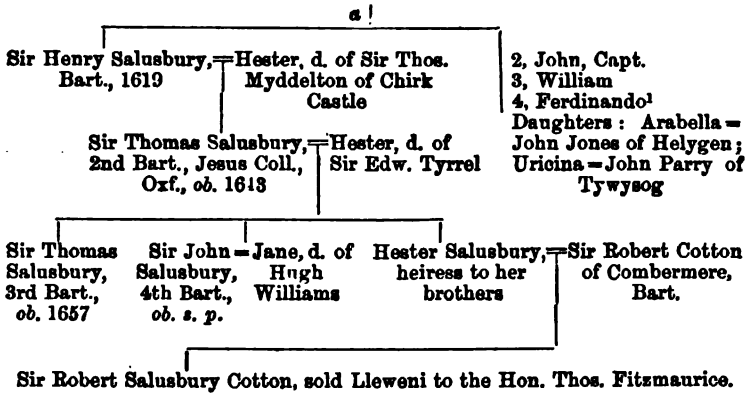 a!
Sir Henry Salusbury,=Hester, d. of Sir Thos.
Bart., 1619 Myddelton of Chirk
Castle
2, John, Capt.
3, William
4, Ferdinando¹
Daughters : Arabella=
John Jones of Helygen;
Uricina=John Parry of
Tywysog
Sir Thomas Salusbury,=Hester, d. of
2nd Bart., Jesus Coll., Sir Edw. Tyrrel
Oxf., ob. 1643
Sir Thomas
Salusbury,
3rd Bart.,
ob. 1657
Sir John=Jane, d. of
Salusbury, Hugh
4th Bart., Williams
ob. s. p.
Hester Salusbury,=Sir Robert Cotton
heiress to her of Combermere,
brothers Bart.
Sir Robert Salusbury Cotton, sold Lleweni to the Hon. Thos. Fitzmaurice.